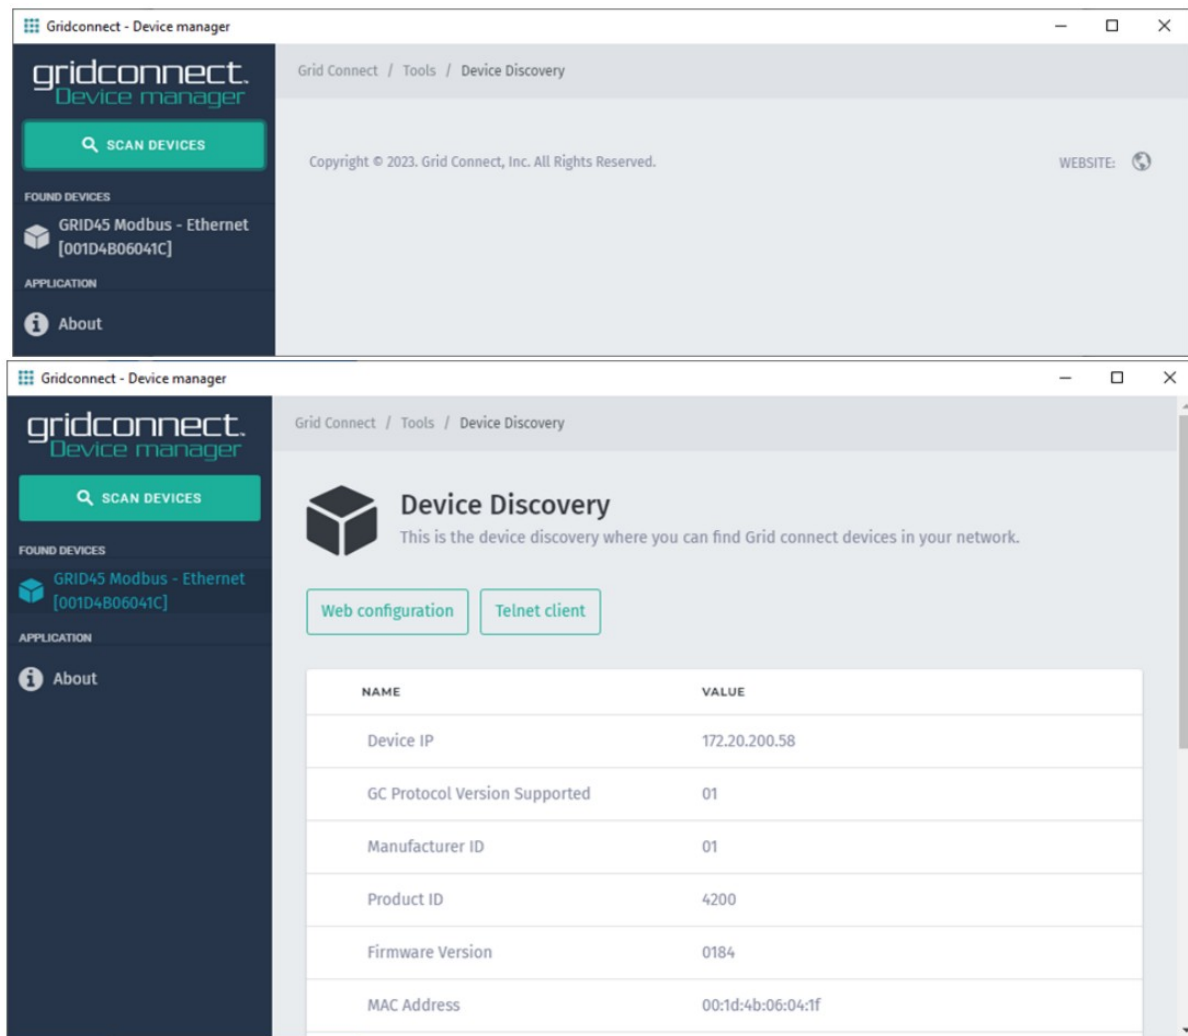 Gridconnect - Device manager
gridconnect.
Device manager
SCAN DEVICES
FOUND DEVICES
GRID45 Modbus - Ethernet
[001D4B06041C]
APPLICATION
About
Grid Connect / Tools / Device Discovery
Copyright © 2023. Grid Connect, Inc. All Rights Reserved.
WEBSITE:
Gridconnect - Device manager
gridconnect.
Device manager
SCAN DEVICES
FOUND DEVICES
GRID45 Modbus - Ethernet
[001D4B06041C]
APPLICATION
About
Grid Connect / Tools / Device Discovery
Device Discovery
This is the device discovery where you can find Grid connect devices in your network.
Web configuration Telnet client
NAME VALUE
Device IP 172.20.200.58
GC Protocol Version Supported 01
Manufacturer ID 01
Product ID 4200
Firmware Version 0184
MAC Address 00:1d:4b:06:04:1f